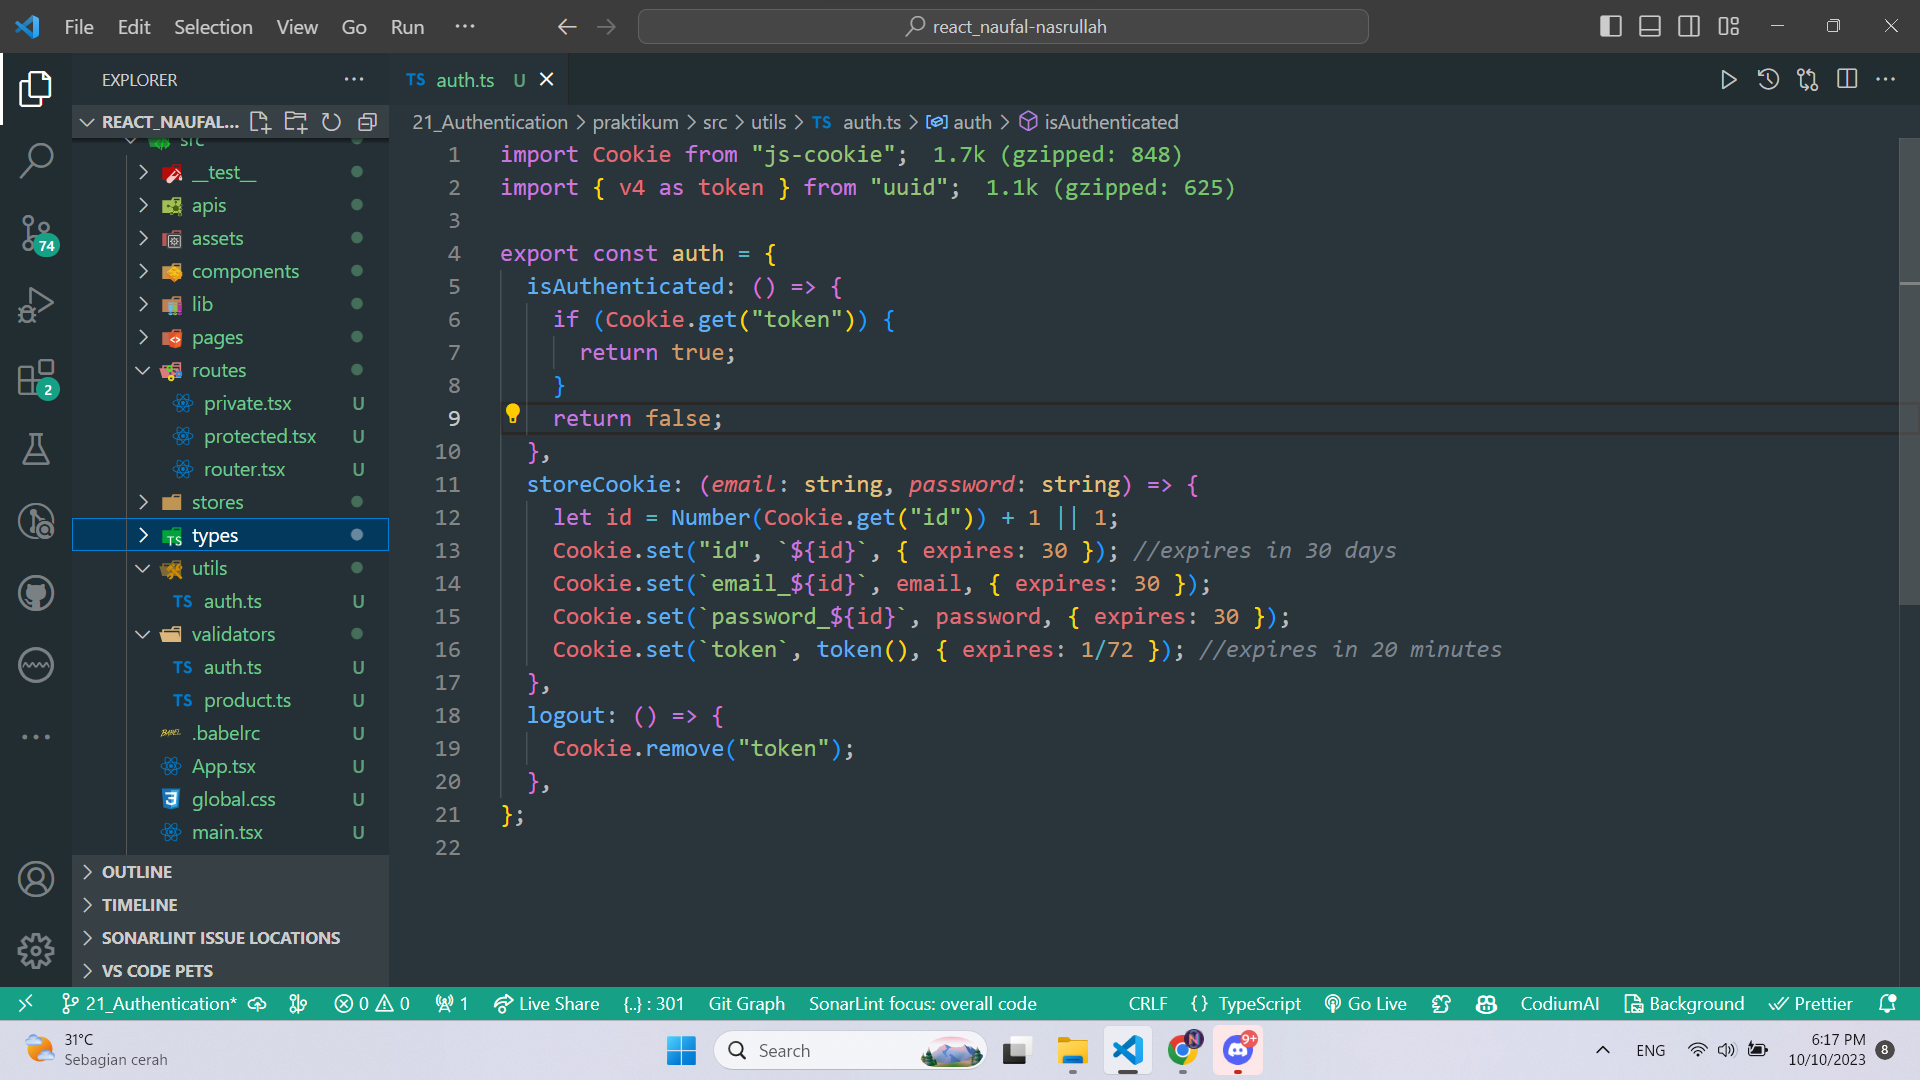 File Edit Selection View Go Run ···
react_naufal-nasrullah
EXPLORER
TS auth.ts U
REACT_NAUFAL...
21_Authentication > praktikum > src > utils > TS auth.ts > auth > isAuthenticated
src
__test__
apis
assets
components
lib
pages
routes
private.tsx U
protected.tsx U
router.tsx U
stores
TS types
utils
TS auth.ts U
validators
TS auth.ts U
TS product.ts U
BABEL .babelrc U
App.tsx U
global.css U
main.tsx U
OUTLINE
TIMELINE
SONARLINT ISSUE LOCATIONS
VS CODE PETS
74
2
1 import Cookie from "js-cookie"; 1.7k (gzipped: 848)
2 import { v4 as token } from "uuid"; 1.1k (gzipped: 625)
3
4 export const auth = {
5 isAuthenticated: () => {
6 if (Cookie.get("token")) {
7 return true;
8 }
9 return false;
10 },
11 storeCookie: (email: string, password: string) => {
12 let id = Number(Cookie.get("id")) + 1 || 1;
13 Cookie.set("id", `${id}`, { expires: 30 }); //expires in 30 days
14 Cookie.set(`email_${id}`, email, { expires: 30 });
15 Cookie.set(`password_${id}`, password, { expires: 30 });
16 Cookie.set(`token`, token(), { expires: 1/72 }); //expires in 20 minutes
17 },
18 logout: () => {
19 Cookie.remove("token");
20 },
21 };
22
21_Authentication* 0 0 1 Live Share {..} : 301 Git Graph SonarLint focus: overall code CRLF {} TypeScript Go Live CodiumAI Background Prettier
31°C
Sebagian cerah
Search
N
9+
ENG
6:17 PM
10/10/2023
8